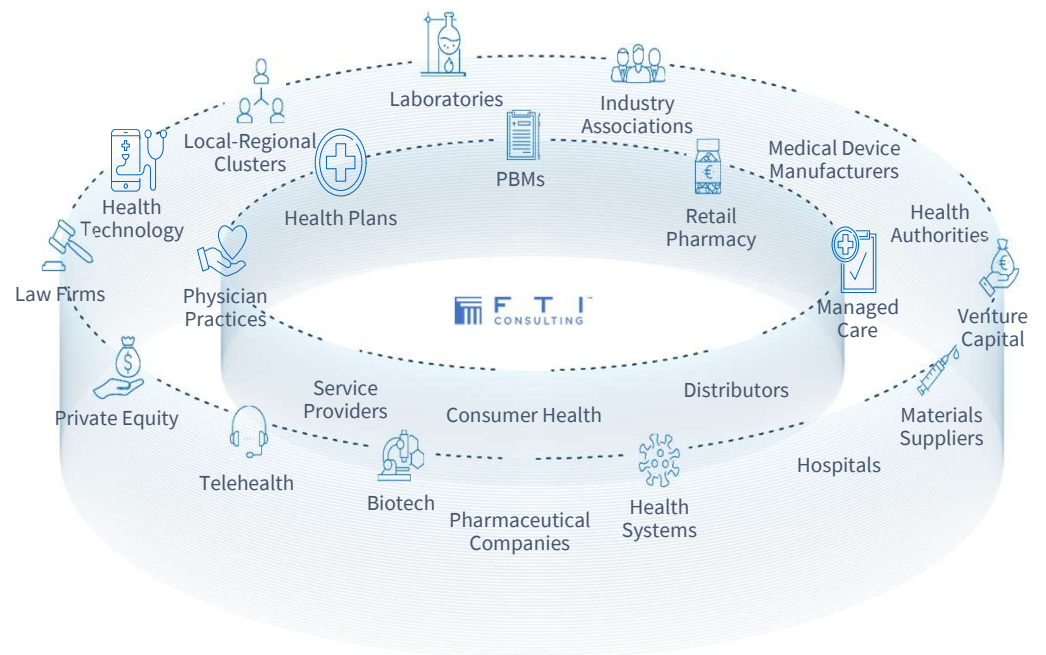 Laboratories
Industry
Associations
Local-Regional
Clusters
Medical Device
Manufacturers
PBMs
Health
Technology
Health Plans
Retail
Pharmacy
Health
Authorities
Law Firms
Physician
Practices
FTI™
CONSULTING
Managed
Care
Venture
Capital
Private Equity
Service
Providers
Consumer Health
Distributors
Materials
Suppliers
Telehealth
Biotech
Pharmaceutical
Companies
Health
Systems
Hospitals